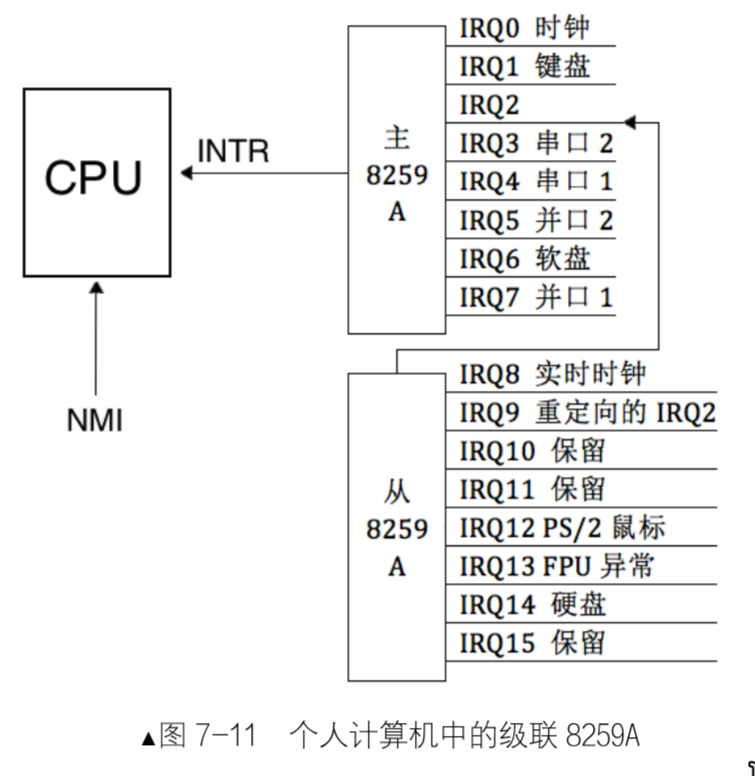 IRQ0 时钟
IRQ1 键盘
IRQ2
IRQ3 串口 2
IRQ4 串口 1
IRQ5 并口 2
IRQ6 软盘
IRQ7 并口 1
主
8259
A
INTR
CPU
NMI
IRQ8 实时时钟
IRQ9 重定向的 IRQ2
IRQ10 保留
IRQ11 保留
IRQ12 PS/2 鼠标
IRQ13 FPU 异常
IRQ14 硬盘
IRQ15 保留
从
8259
A
▲图 7-11 个人计算机中的级联 8259A